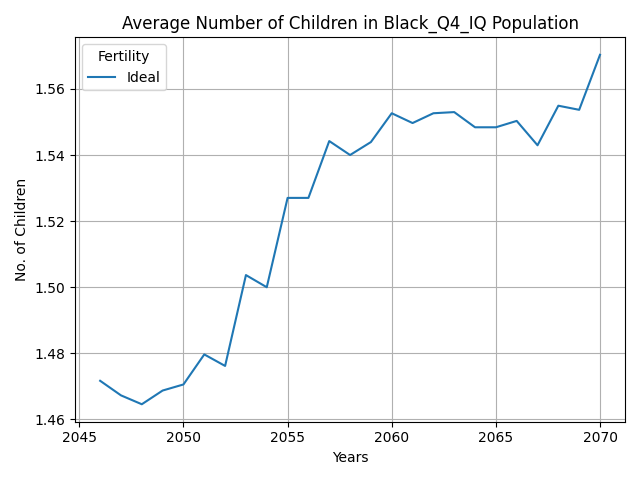 Average Number of Children in Black_Q4_IQ Population
Fertility
Ideal
1.56
1.54
1.52
1.50
1.48
1.46
No. of Children
2045 2050 2055 2060 2065 2070
Years